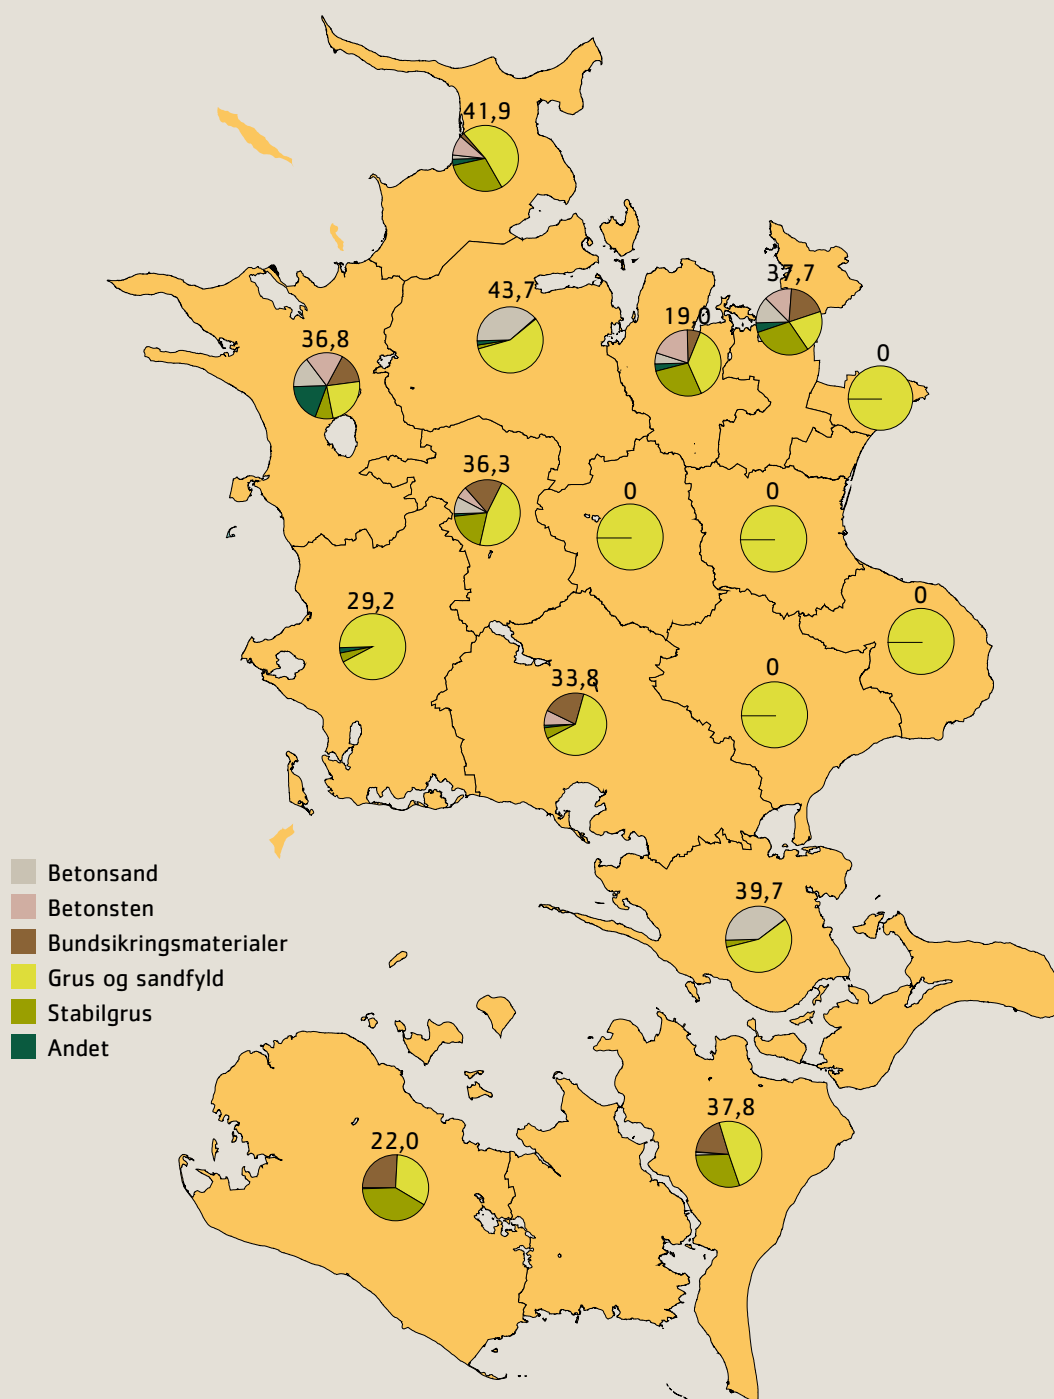 41,9
37,7
43,7
19,0
36,8
0
36,3
0
0
29,2
0
33,8
0
Betonsand
39,7
Betonsten
Bundsikringsmaterialer
Grus og sandfyld
Stabilgrus
Andet
37,8
22,0